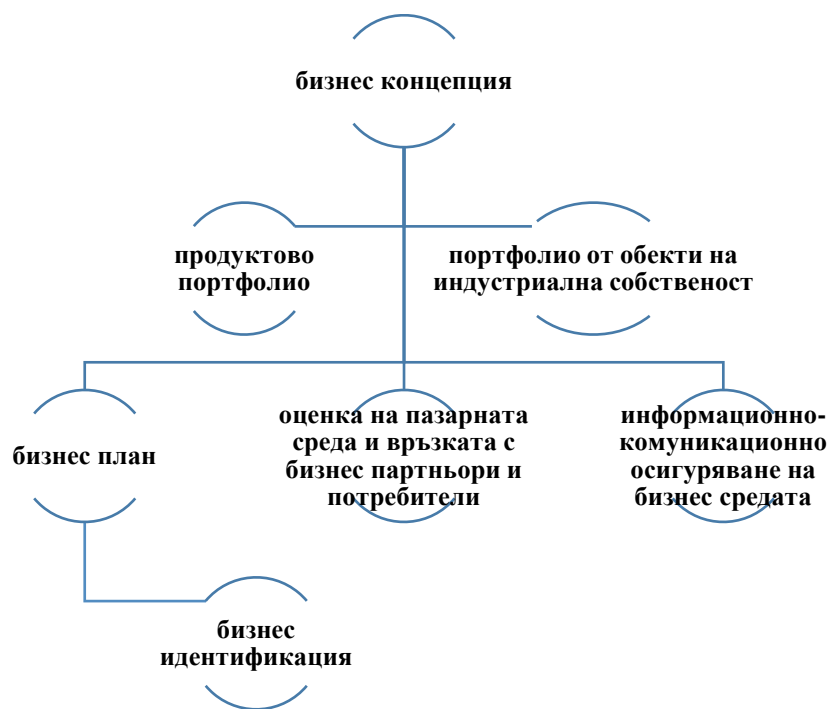 бизнес концепция
продуктово
портфолио
портфолио от обекти на
индустриална собственост
бизнес план
оценка на пазарната
среда и връзката с
бизнес партньори и
потребители
информационно-
комуникационно
осигуряване на
бизнес средата
бизнес
идентификация